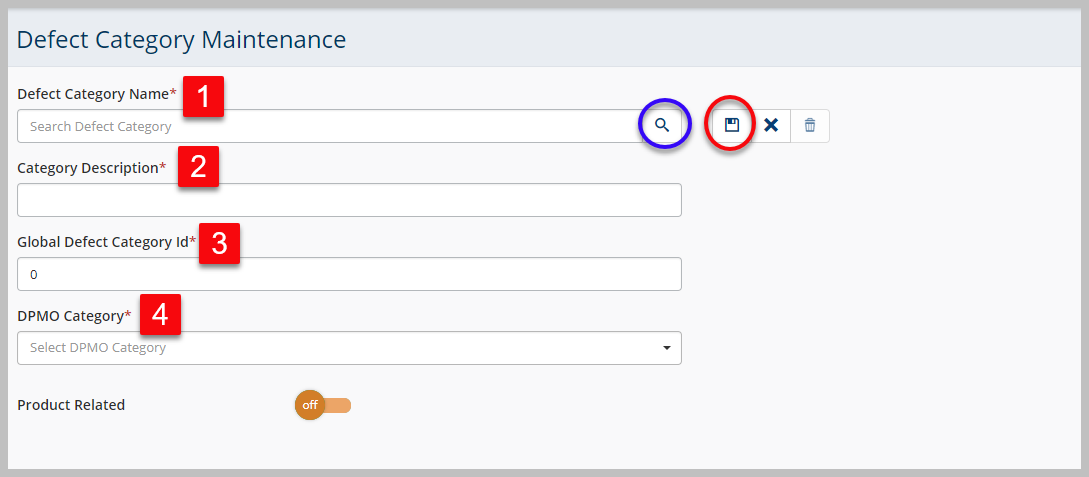 Defect Category Maintenance
Defect Category Name* 1
Search Defect Category
Category Description* 2
Global Defect Category Id* 3
0
DPMO Category* 4
Select DPMO Category
Product Related off